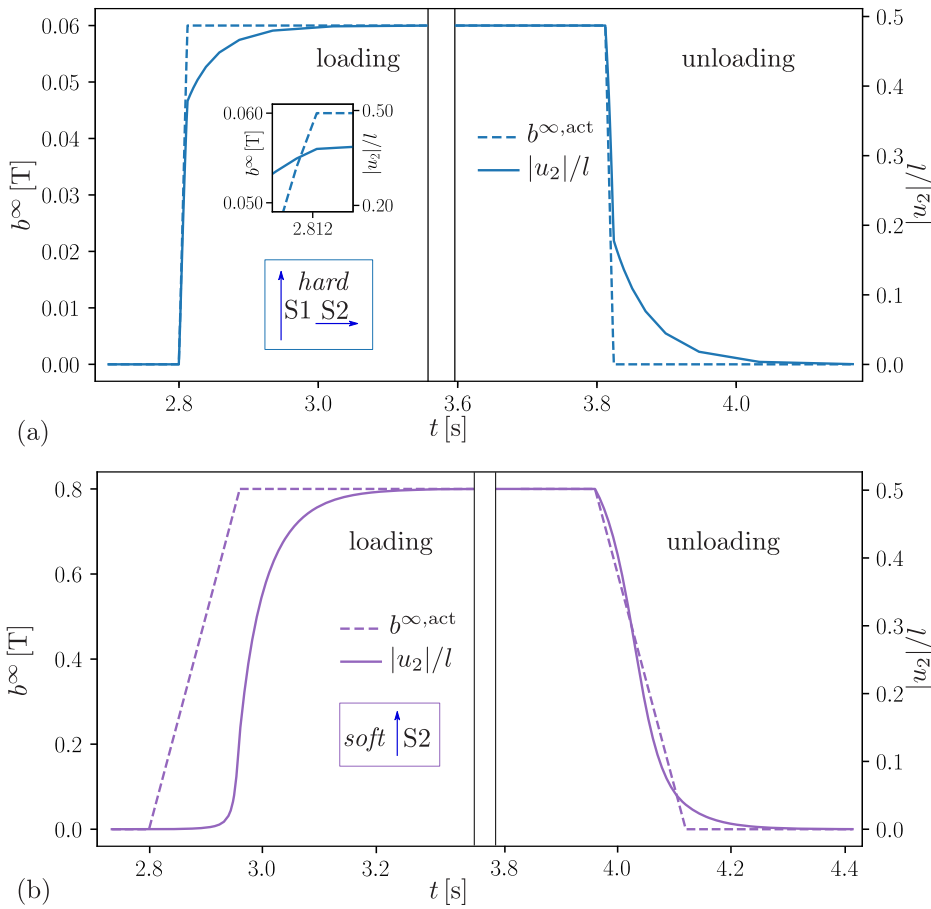 0.06
0.05
0.04
0.03
0.02
0.01
0.00
b^∞ [T]
loading
unloading
0.5
0.4
0.3
0.2
0.1
0.0
|u₂|/l
0.060
0.050
b^∞ [T]
0.50
0.20
|u₂|/l
2.812
b^∞,act
|u₂|/l
hard
S1 S2
2.8 3.0 3.6 3.8 4.0
t [s]
(a)
0.8
0.6
0.4
0.2
0.0
b^∞ [T]
loading
unloading
0.5
0.4
0.3
0.2
0.1
0.0
|u₂|/l
b^∞,act
|u₂|/l
soft S2
2.8 3.0 3.2 3.8 4.0 4.2 4.4
t [s]
(b)